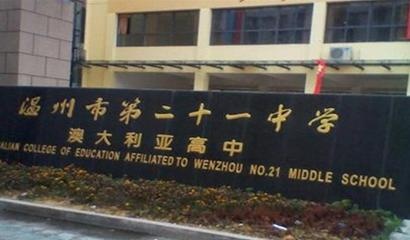 温州市第二十一中学
澳大利亚高中
ALIAN COLLEGE OF EDUCATION AFFILIATED TO WENZHOU NO.21 MIDDLE SCHOOL